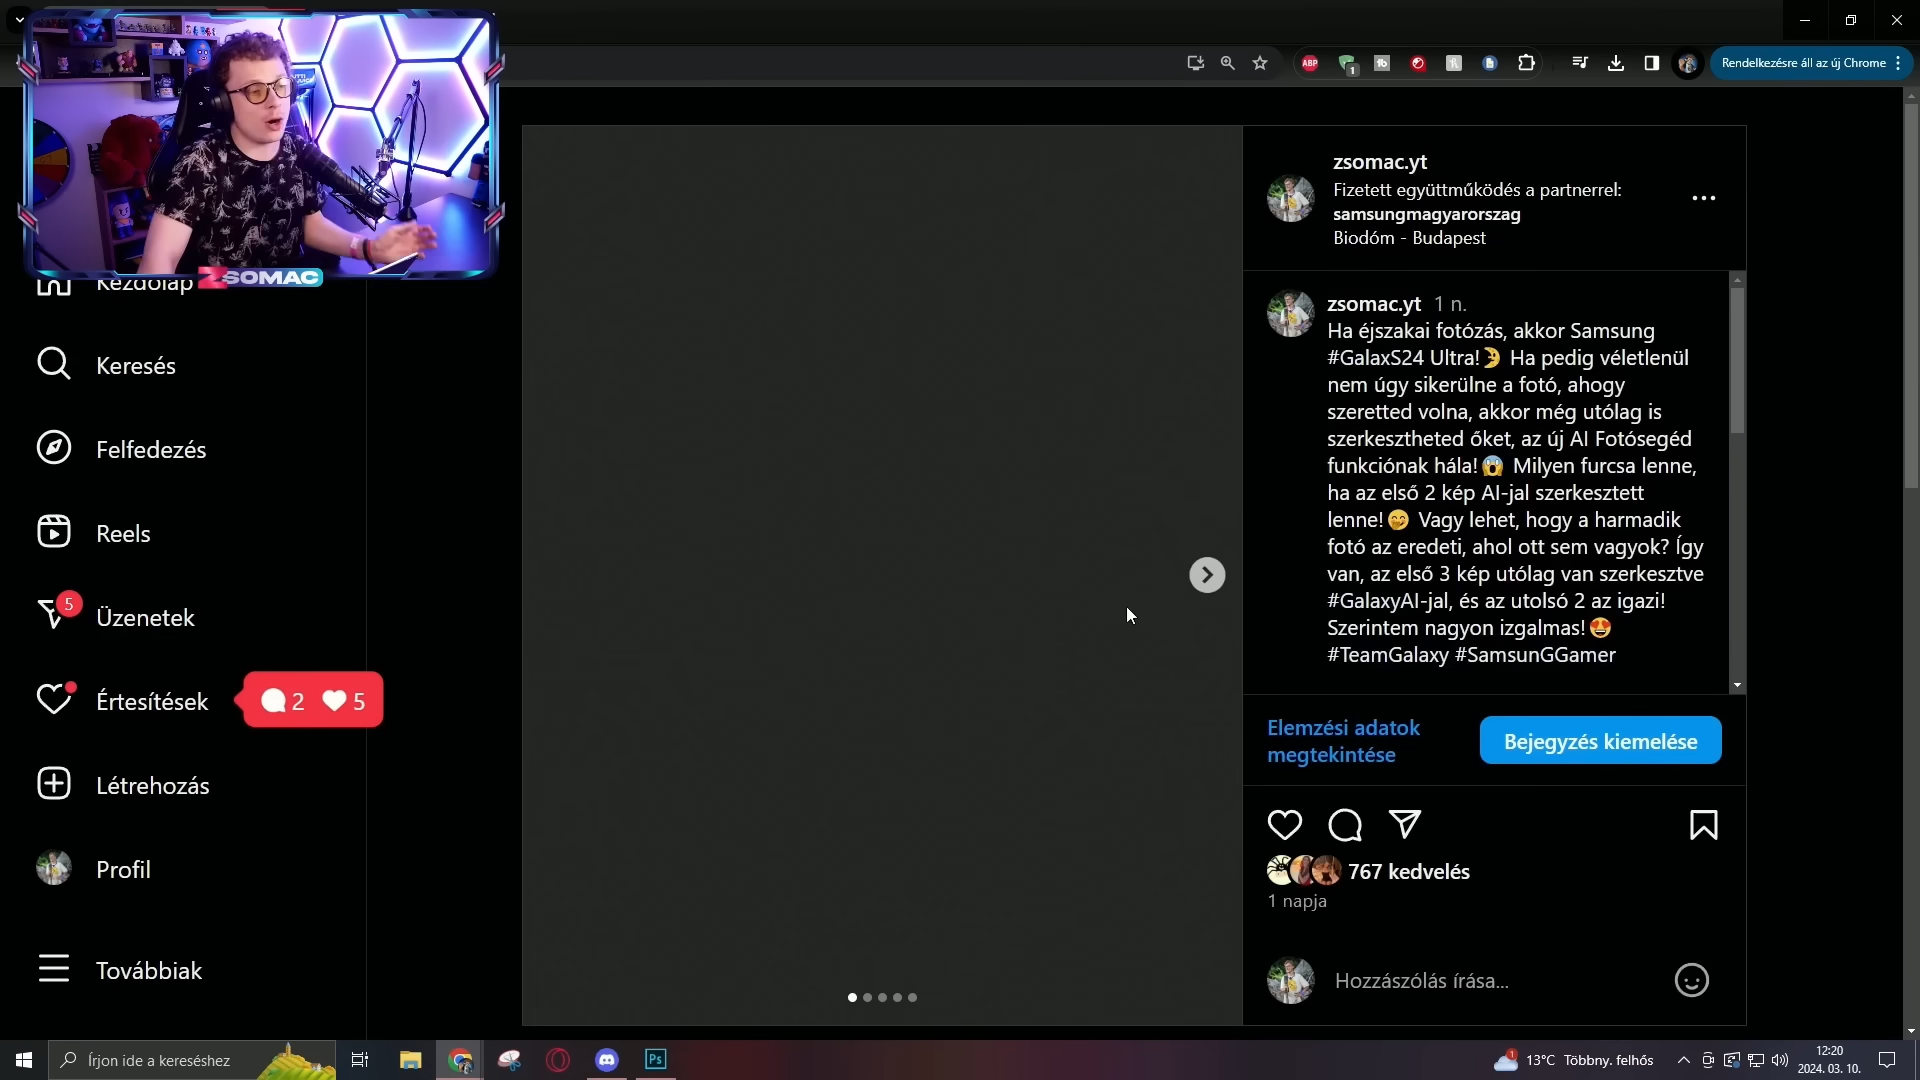 Rendelkezésre áll az új Chrome
ABP
1
ZSOMAC
Kezdőlap
Keresés
Felfedezés
Reels
5
Üzenetek
Értesítések
2
5
Létrehozás
Profil
Továbbiak
zsomac.yt
Fizetett együttműködés a partnerrel:
samsungmagyarorszag
Biodóm - Budapest
zsomac.yt 1 n.
Ha éjszakai fotózás, akkor Samsung
#GalaxS24 Ultra!🌛 Ha pedig véletlenül
nem úgy sikerülne a fotó, ahogy
szeretted volna, akkor még utólag is
szerkesztheted őket, az új AI Fotósegéd
funkciónak hála!😱 Milyen furcsa lenne,
ha az első 2 kép AI-jal szerkesztett
lenne!🤭 Vagy lehet, hogy a harmadik
fotó az eredeti, ahol ott sem vagyok? Így
van, az első 3 kép utólag van szerkesztve
#GalaxyAI-jal, és az utolsó 2 az igazi!
Szerintem nagyon izgalmas!😍
#TeamGalaxy #SamsunGGamer
Elemzési adatok
megtekintése
Bejegyzés kiemelése
767 kedvelés
1 napja
Hozzászólás írása...
Írjon ide a kereséshez
Ps
1
13°C Többny. felhős
12:20
2024. 03. 10.